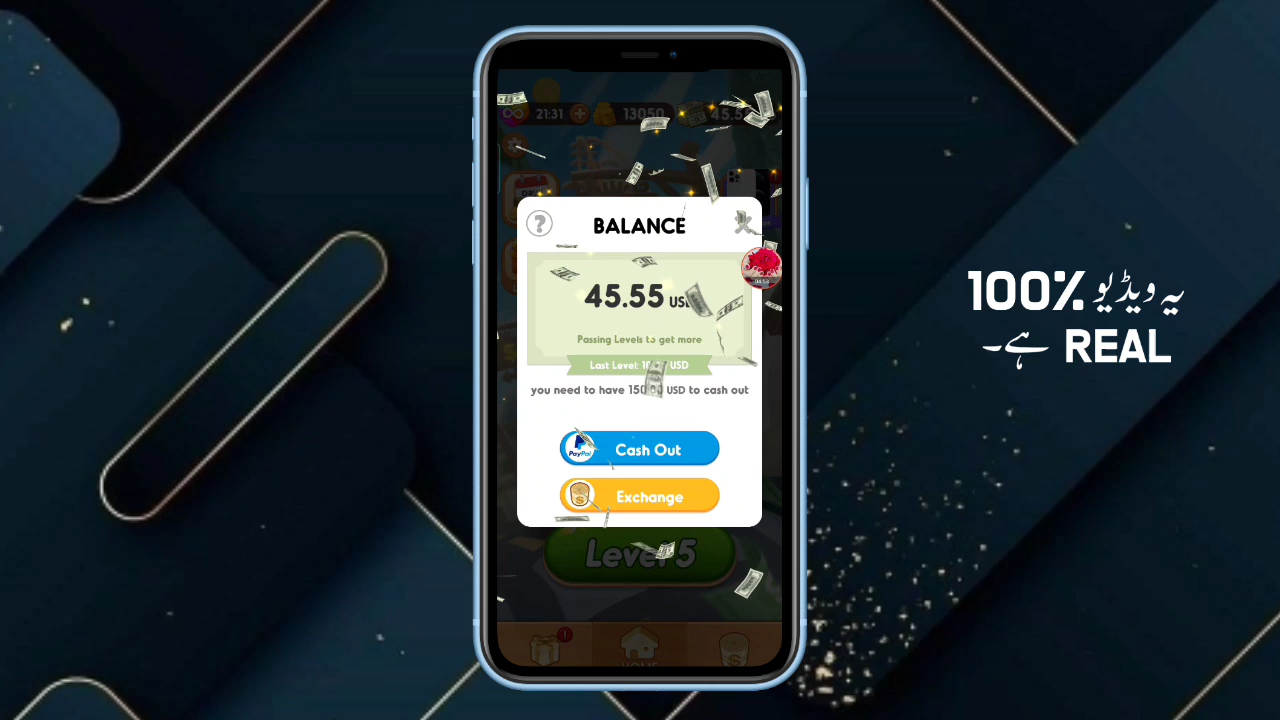 21:31
13050
BALANCE
45.55
Passing Levels to get more
Last Level: USD
you need to have USD to cash out
PayPal
Cash Out
Exchange
Level 5
HOME
یہ ویڈیو 100%
REAL ہے۔